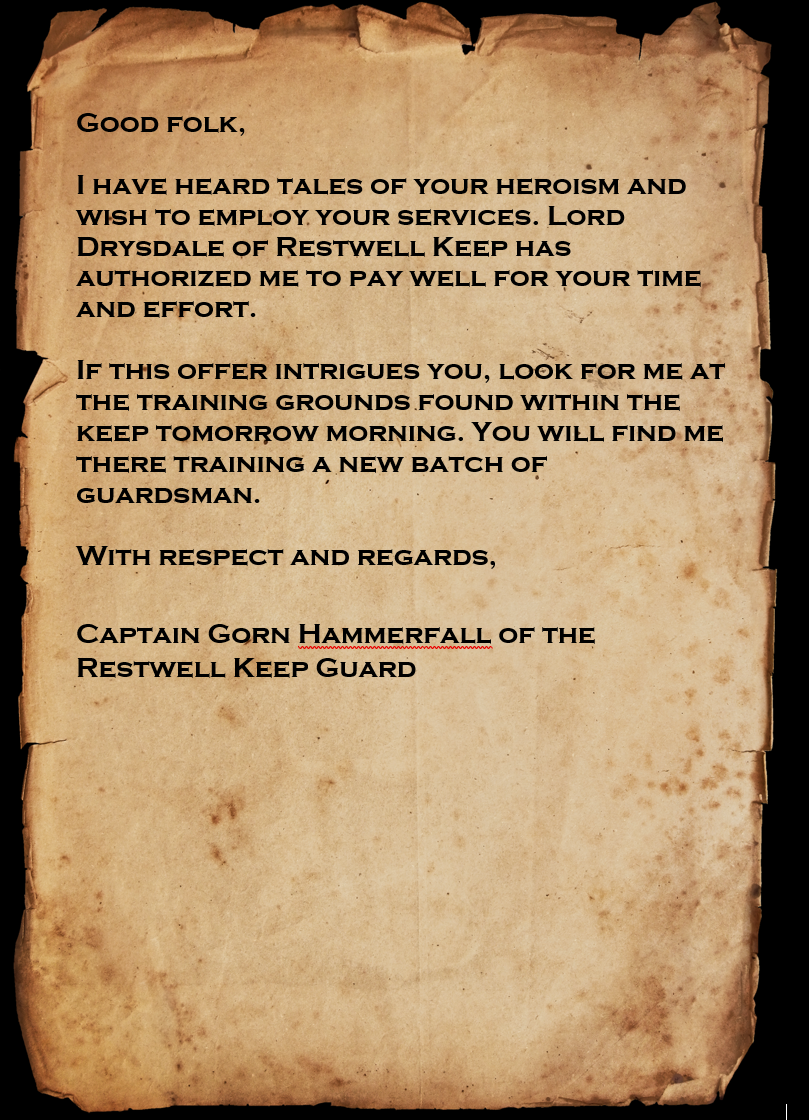 Good folk,
I have heard tales of your heroism and
wish to employ your services. Lord
Drysdale of Restwell Keep has
authorized me to pay well for your time
and effort.
If this offer intrigues you, look for me at
the training grounds found within the
keep tomorrow morning. You will find me
there training a new batch of
guardsman.
With respect and regards,
Captain Gorn Hammerfall of the
Restwell Keep Guard